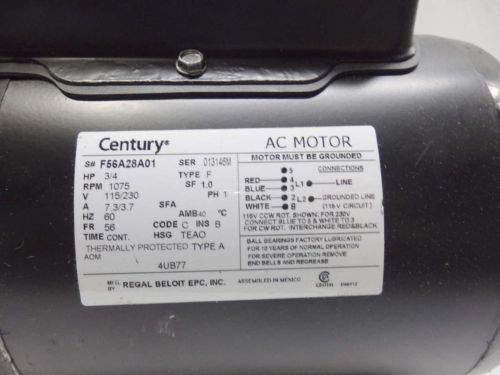 Century®
AC MOTOR
S# F56A28A01 SER 013146M
HP 3/4 TYPE F
RPM 1075 SF 1.0
V 115/230 PH 1
A 7.3/3.7 SFA
HZ 60 AMB 40 °C
FR 56 CODE C INS B
TIME CONT. HSG TEAO
THERMALLY PROTECTED TYPE A
AOM
4UB77
MOTOR MUST BE GROUNDED
5 CONNECTIONS
RED 4 L1 LINE
BLUE 3
BLACK 2 L2 GROUNDED LINE
WHITE (115 V CIRCUIT)
115V CCW ROT. SHOWN: FOR 230V
CONNECT BLUE TO 5 & WHITE TO 3
FOR CW ROT. INTERCHANGE RED&BLACK
BALL BEARINGS FACTORY LUBRICATED
FOR 10 YEARS OF NORMAL OPERATION
FOR SEVERE OPERATION REMOVE
END BELLS AND REGREASE
MFG. BY REGAL BELOIT EPC, INC. ASSEMBLED IN MEXICO